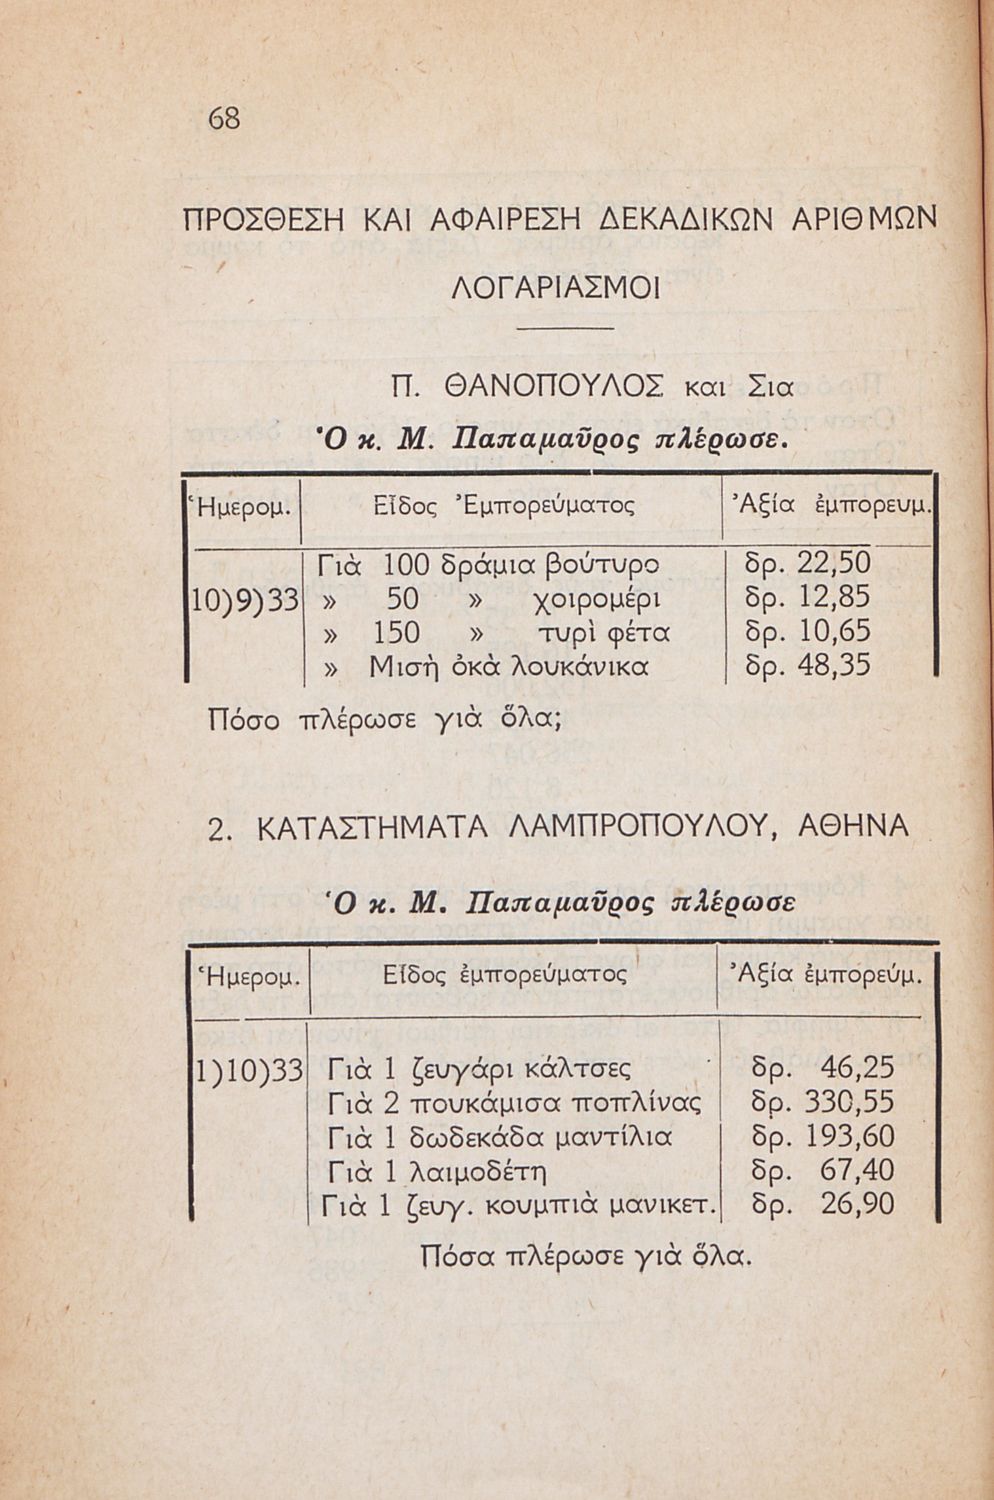 68
ΠΡΟΣΘΕΣΗ ΚΑΙ ΑΦΑΙΡΕΣΗ ΔΕΚΑΔΙΚΩΝ ΑΡΙΘΜΩΝ
ΛΟΓΑΡΙΑΣΜΟΙ
Π. ΘΑΝΟΠΟΥΛΟΣ και Σια
Ὁ κ. Μ. Παπαμαῦρος πλέρωσε.
Ἡμερομ. Εἶδος Ἐμπορεύματος Ἀξία ἐμπορευμ.
Γιὰ 100 δράμια βούτυρο δρ. 22,50
10)9)33 » 50 » χοιρομέρι δρ. 12,85
» 150 » τυρὶ φέτα δρ. 10,65
» Μισὴ ὀκὰ λουκάνικα δρ. 48,35
Πόσο πλέρωσε γιὰ ὅλα;
2. ΚΑΤΑΣΤΗΜΑΤΑ ΛΑΜΠΡΟΠΟΥΛΟΥ, ΑΘΗΝΑ
Ὁ κ. Μ. Παπαμαῦρος πλέρωσε
Ἡμερομ. Εἶδος ἐμπορεύματος Ἀξία ἐμπορεύμ.
1)10)33 Γιὰ 1 ζευγάρι κάλτσες δρ. 46,25
Γιὰ 2 πουκάμισα ποπλίνας δρ. 330,55
Γιὰ 1 δωδεκάδα μαντίλια δρ. 193,60
Γιὰ 1 λαιμοδέτη δρ. 67,40
Γιὰ 1 ζευγ. κουμπιὰ μανικετ. δρ. 26,90
Πόσα πλέρωσε γιὰ ὅλα.